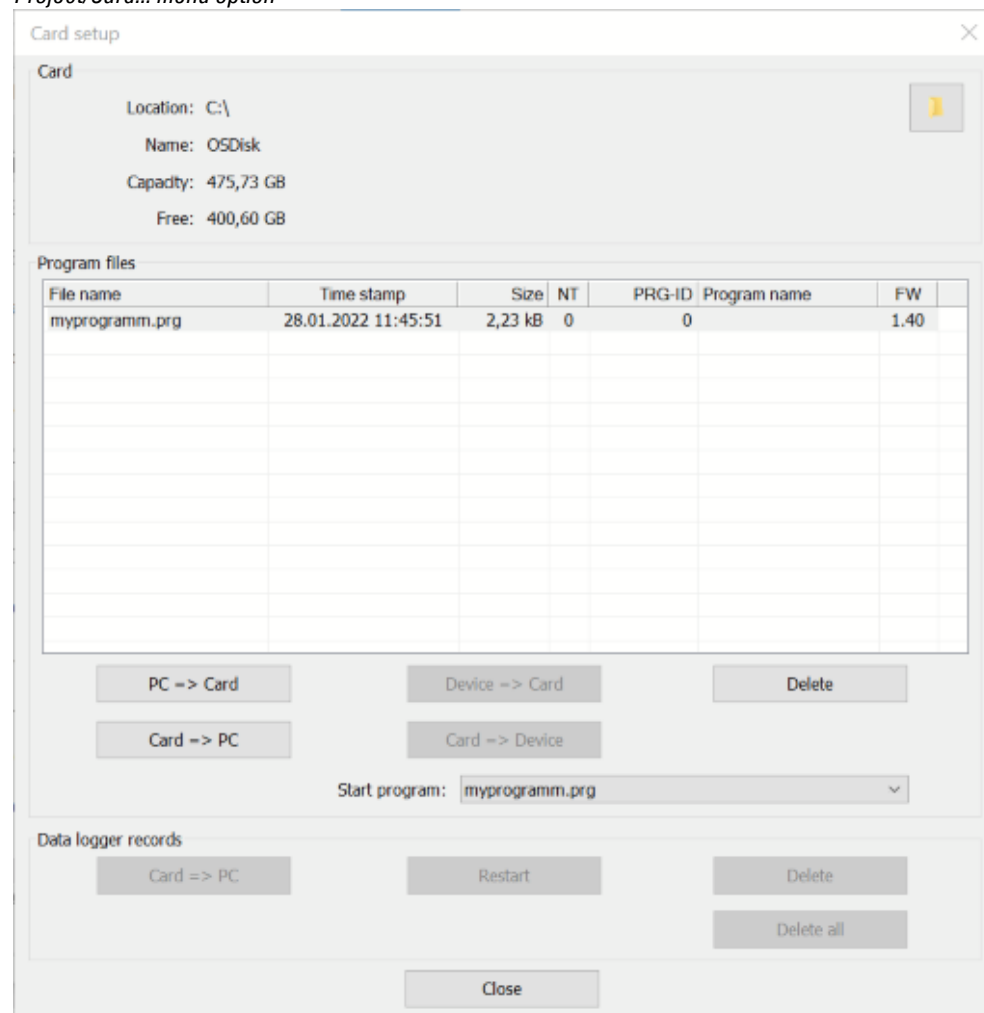 Project/Card... menu option
Card setup
Card
Location: C:\
Name: OSDisk
Capacity: 475,73 GB
Free: 400,60 GB
Program files
File name Time stamp Size NT PRG-ID Program name FW
myprogramm.prg 28.01.2022 11:45:51 2,23 kB 0 0 1.40
PC => Card Device => Card Delete
Card => PC Card => Device
Start program: myprogramm.prg
Data logger records
Card => PC Restart Delete
Delete all
Close